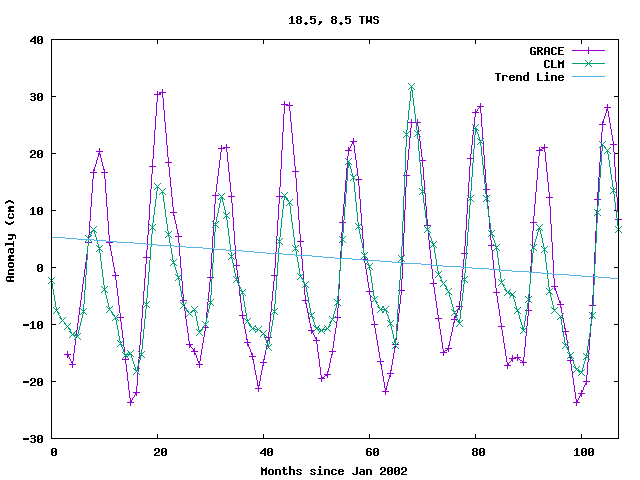 18.5, 8.5 TWS
GRACE
CLM
Trend Line
40
30
20
10
0
-10
-20
-30
Anomaly (cm)
0 20 40 60 80 100
Months since Jan 2002